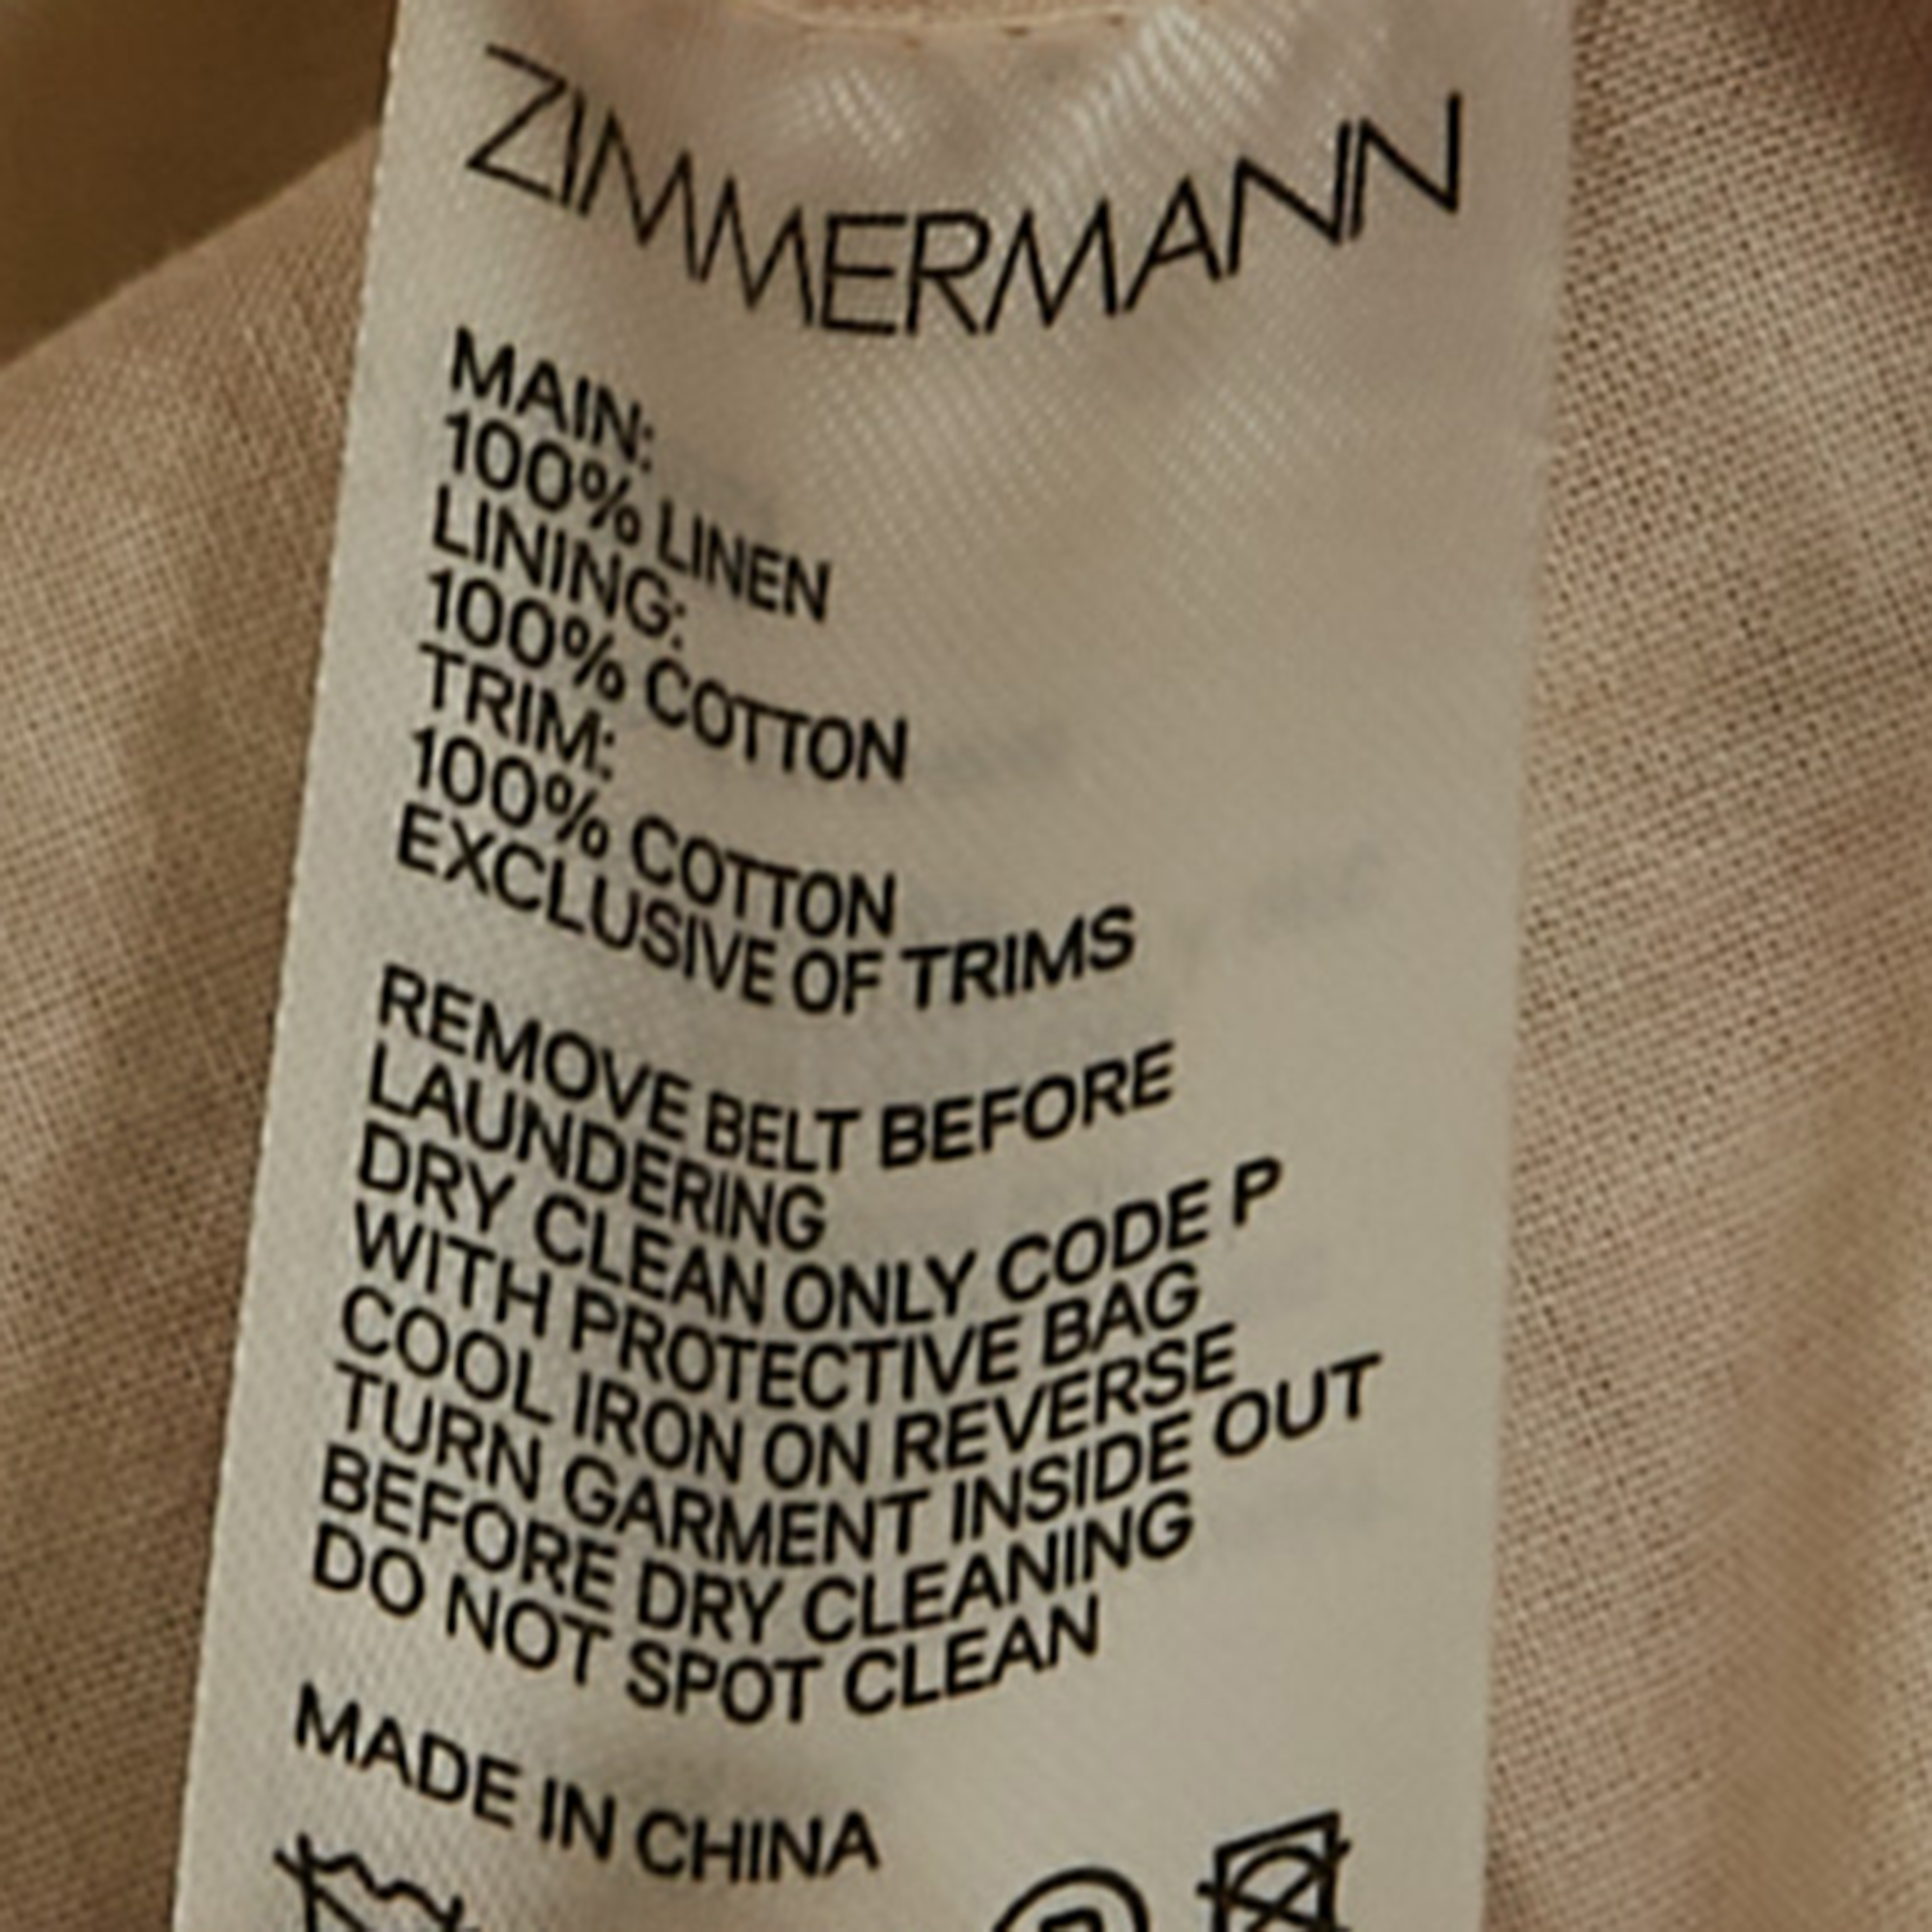 ZIMMERMANN
MAIN:
100% LINEN
LINING:
100% COTTON
TRIM:
100% COTTON
EXCLUSIVE OF TRIMS
REMOVE BELT BEFORE
LAUNDERING
DRY CLEAN ONLY CODE P
WITH PROTECTIVE BAG
COOL IRON ON REVERSE
TURN GARMENT INSIDE OUT
BEFORE DRY CLEANING
DO NOT SPOT CLEAN
MADE IN CHINA
P